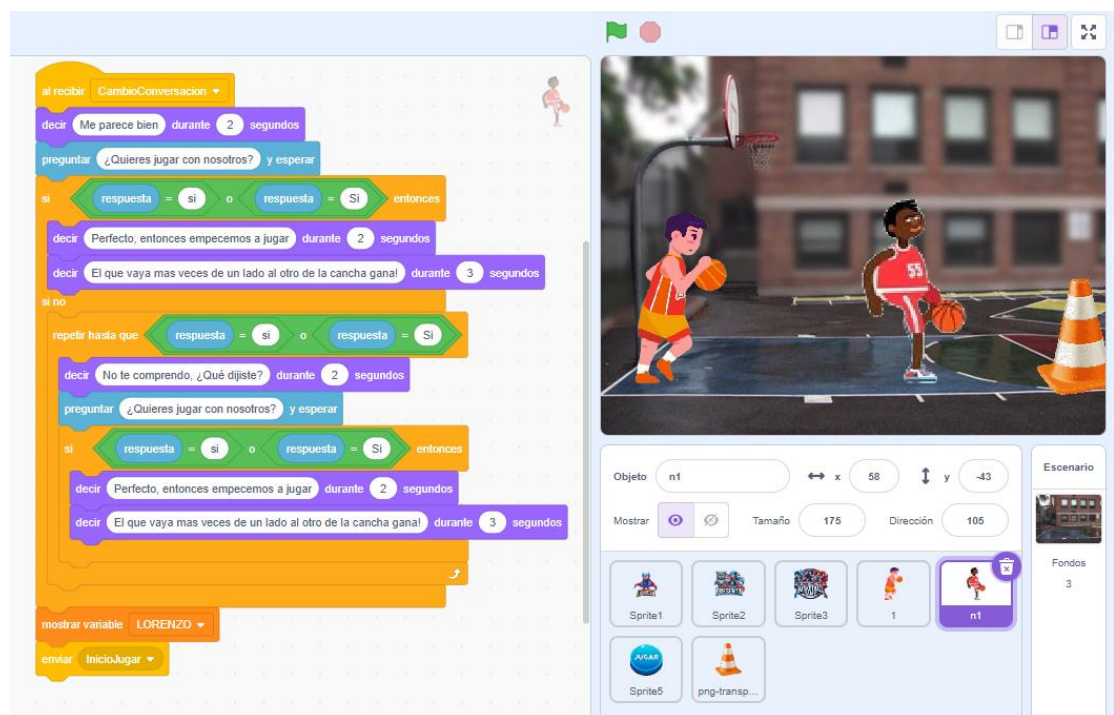 al recibir CambioConversacion
decir Me parece bien durante 2 segundos
preguntar ¿Quieres jugar con nosotros? y esperar
si respuesta = si o respuesta = Si entonces
decir Perfecto, entonces empecemos a jugar durante 2 segundos
decir El que vaya mas veces de un lado al otro de la cancha gana! durante 3 segundos
si no
repetir hasta que respuesta = si o respuesta = Si
decir No te comprendo, ¿Qué dijiste? durante 2 segundos
preguntar ¿Quieres jugar con nosotros? y esperar
si respuesta = si o respuesta = Si entonces
decir Perfecto, entonces empecemos a jugar durante 2 segundos
decir El que vaya mas veces de un lado al otro de la cancha gana! durante 3 segundos
mostrar variable LORENZO
enviar InicioJugar
55
Objeto n1 x 58 y -43
Mostrar Tamaño 175 Dirección 105
Sprite1 Sprite2 Sprite3 1 n1
JUGAR
Sprite5 png-transp...
Escenario
Fondos
3